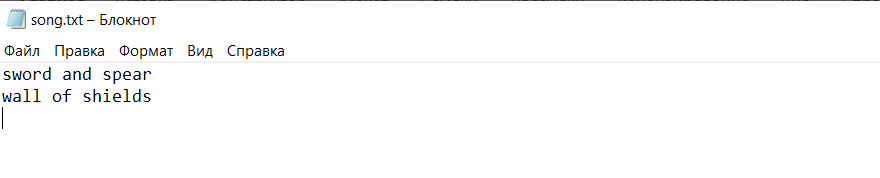 song.txt – Блокнот
Файл Правка Формат Вид Справка
sword and spear
wall of shields